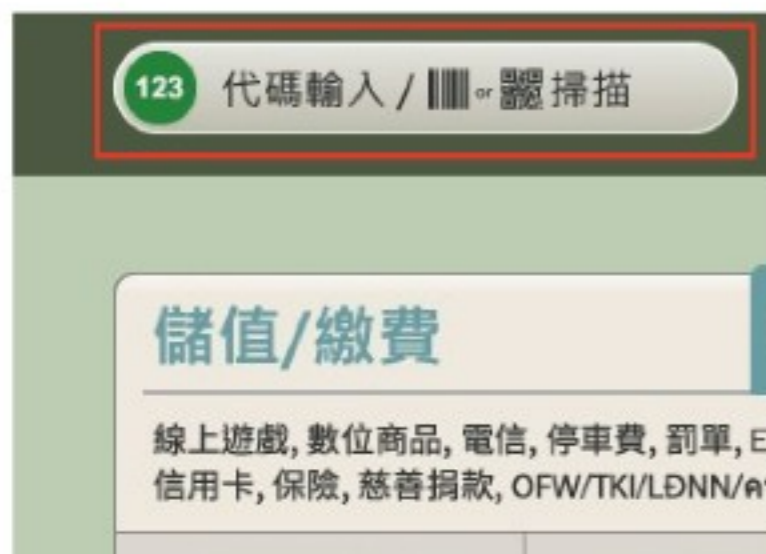 123 代碼輸入 / or 掃描
儲值/繳費
線上遊戲, 數位商品, 電信, 停車費, 罰單,
信用卡, 保險, 慈善捐款, OFW/TKI/LĐNN/